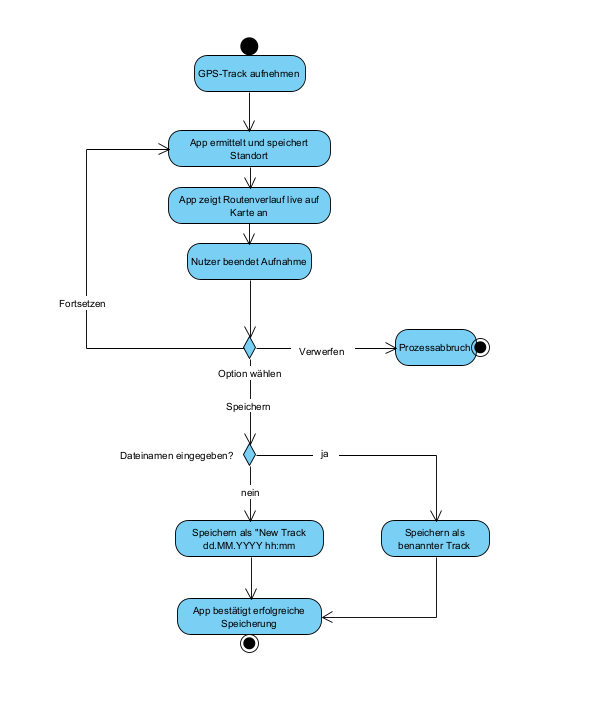 GPS-Track aufnehmen
App ermittelt und speichert
Standort
App zeigt Routenverlauf live auf
Karte an
Nutzer beendet Aufnahme
Fortsetzen
Verwerfen
Prozessabbruch
Option wählen
Speichern
Dateinamen eingegeben?
ja
nein
Speichern als "New Track
dd.MM.YYYY hh:mm
Speichern als
benannter Track
App bestätigt erfolgreiche
Speicherung